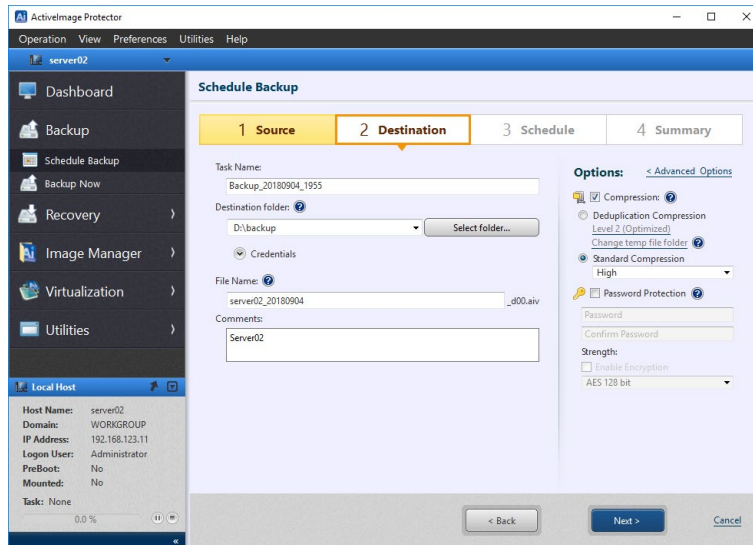 Ai ActiveImage Protector
Operation View Preferences Utilities Help
server02
Dashboard
Backup
Schedule Backup
Backup Now
Recovery
Image Manager
Virtualization
Utilities
Local Host
Host Name: server02
Domain: WORKGROUP
IP Address: 192.168.123.11
Logon User: Administrator
PreBoot: No
Mounted: No
Task: None
0.0 %
«
Schedule Backup
1 Source
2 Destination
3 Schedule
4 Summary
Task Name:
Backup_20180904_1955
Destination folder: ?
D:\backup
Select folder...
Credentials
File Name: ?
server02_20180904
_d00.aiv
Comments:
Server02
Options: < Advanced Options
Compression: ?
Deduplication Compression
Level 2 (Optimized)
Change temp file folder ?
Standard Compression
High
Password Protection ?
Password
Confirm Password
Strength:
Enable Encryption
AES 128 bit
< Back
Next >
Cancel